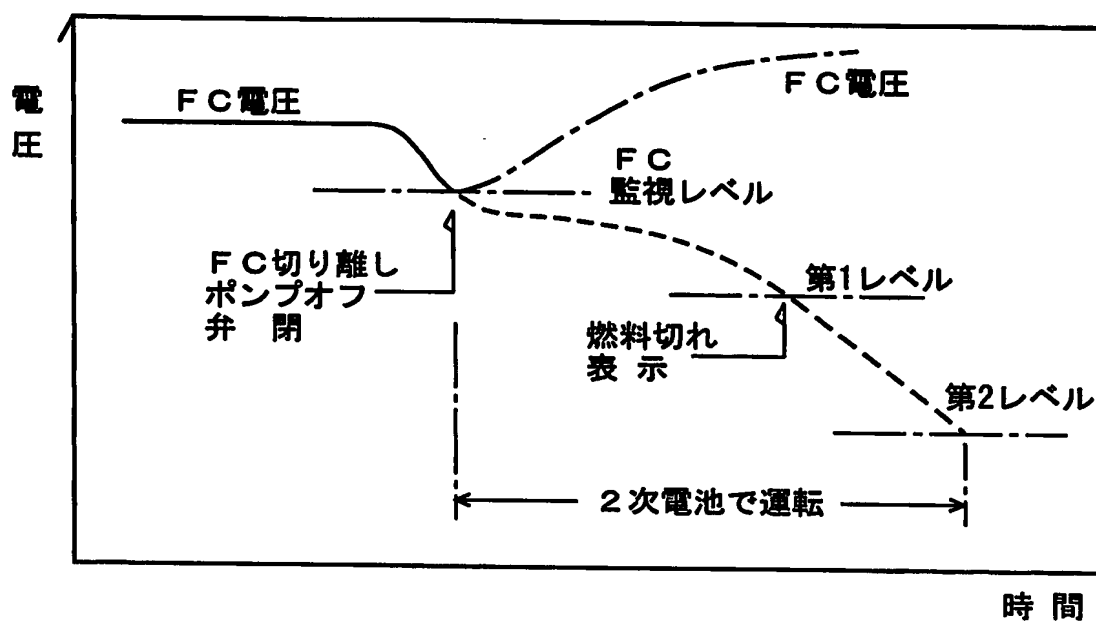 電
圧
ＦＣ電圧
ＦＣ電圧
ＦＣ
監視レベル
ＦＣ切り離し
ポンプオフ
弁　閉
第1レベル
燃料切れ
表 示
第2レベル
２次電池で運転
時 間